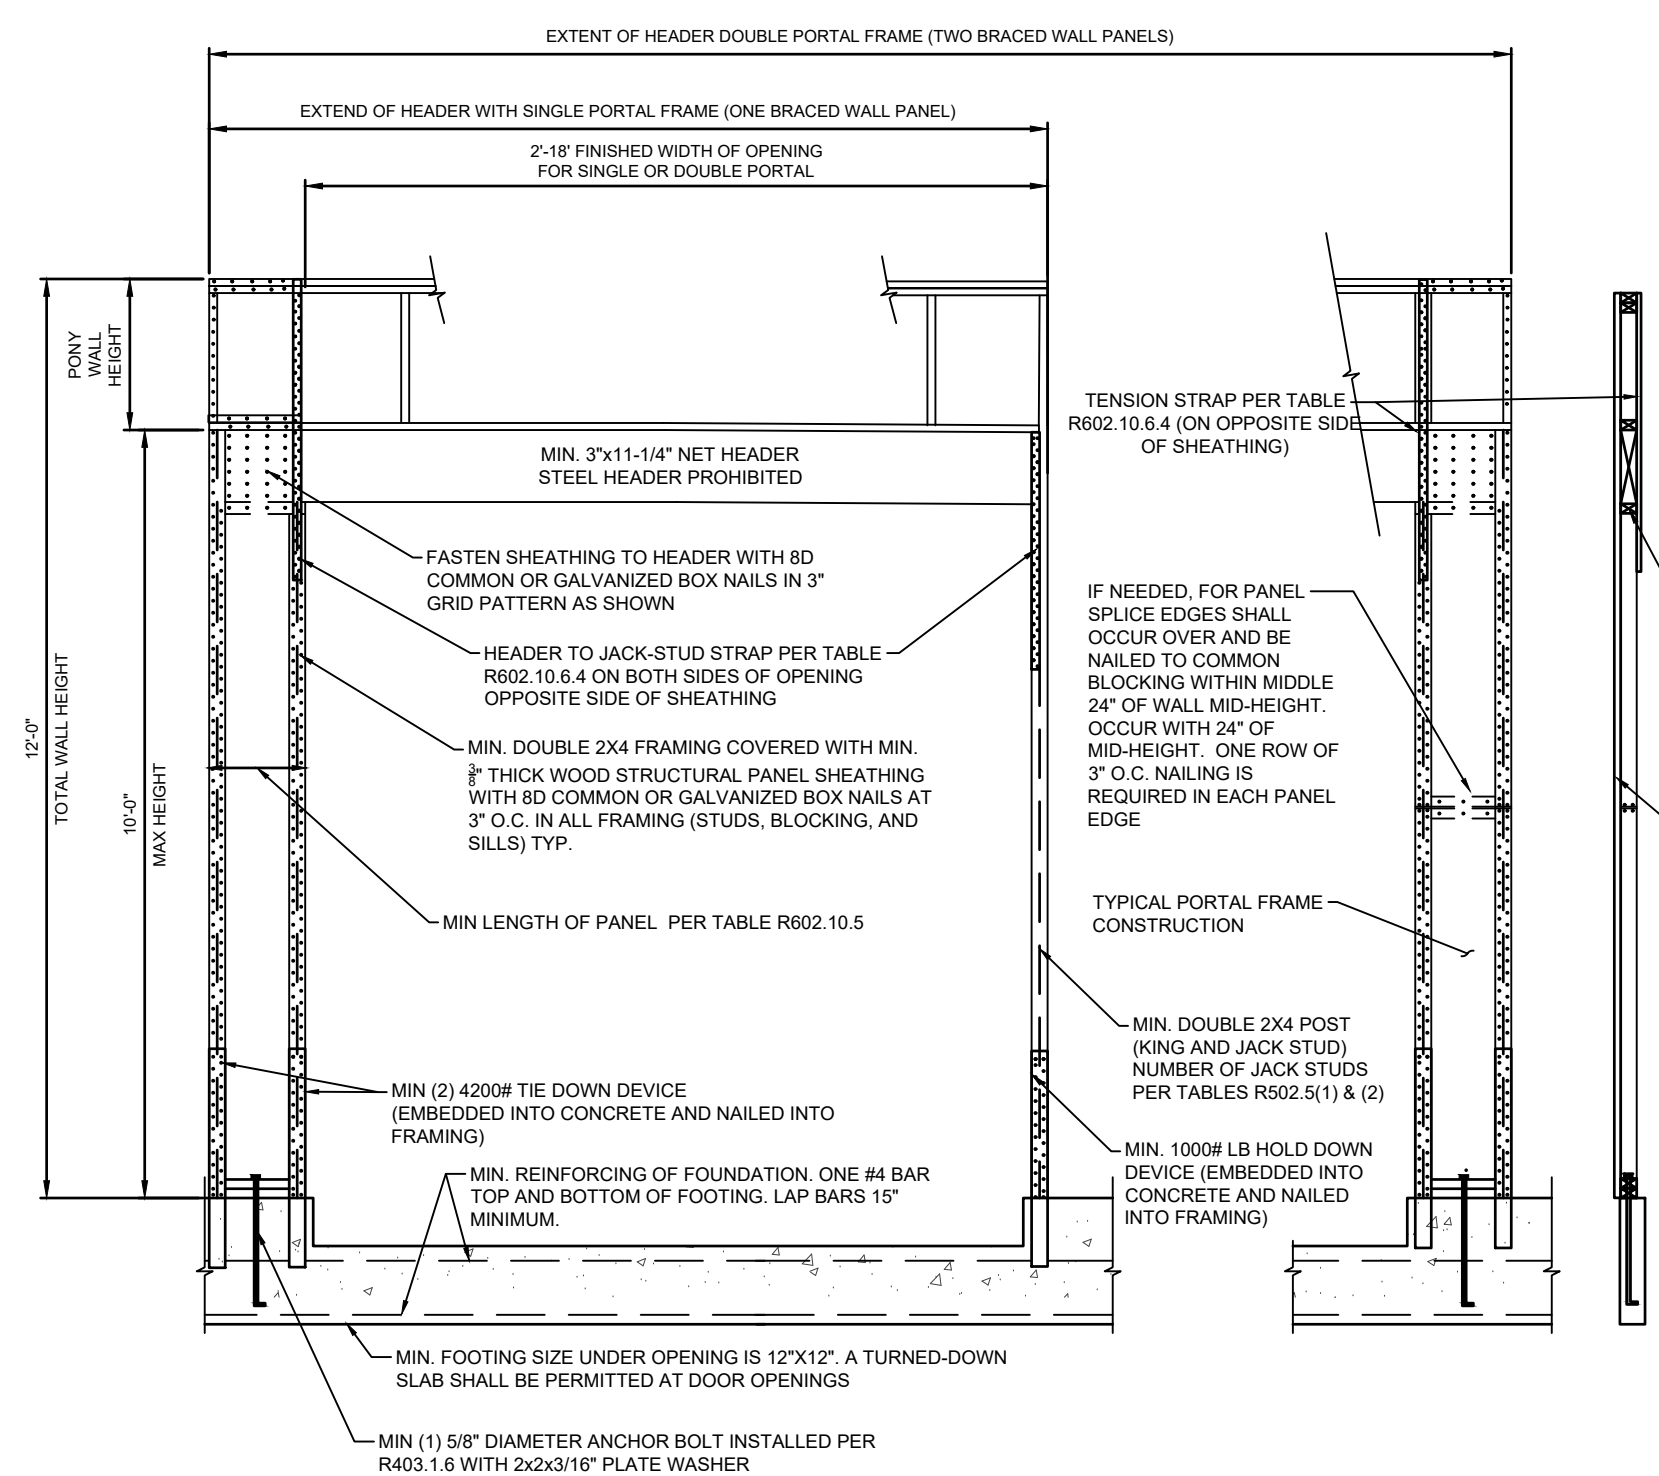 EXTENT OF HEADER DOUBLE PORTAL FRAME (TWO BRACED WALL PANELS)
EXTEND OF HEADER WITH SINGLE PORTAL FRAME (ONE BRACED WALL PANEL)
2'-18' FINISHED WIDTH OF OPENING
FOR SINGLE OR DOUBLE PORTAL
PONY
WALL
HEIGHT
12'-0"
TOTAL WALL HEIGHT
10'-0"
MAX HEIGHT
MIN. 3"x11-1/4" NET HEADER
STEEL HEADER PROHIBITED
TENSION STRAP PER TABLE
R602.10.6.4 (ON OPPOSITE SIDE
OF SHEATHING)
FASTEN SHEATHING TO HEADER WITH 8D
COMMON OR GALVANIZED BOX NAILS IN 3"
GRID PATTERN AS SHOWN
HEADER TO JACK-STUD STRAP PER TABLE
R602.10.6.4 ON BOTH SIDES OF OPENING
OPPOSITE SIDE OF SHEATHING
IF NEEDED, FOR PANEL
SPLICE EDGES SHALL
OCCUR OVER AND BE
NAILED TO COMMON
BLOCKING WITHIN MIDDLE
24" OF WALL MID-HEIGHT.
OCCUR WITH 24" OF
MID-HEIGHT.  ONE ROW OF
3" O.C. NAILING IS
REQUIRED IN EACH PANEL
EDGE
MIN. DOUBLE 2X4 FRAMING COVERED WITH MIN.
3/8" THICK WOOD STRUCTURAL PANEL SHEATHING
WITH 8D COMMON OR GALVANIZED BOX NAILS AT
3" O.C. IN ALL FRAMING (STUDS, BLOCKING, AND
SILLS) TYP.
MIN LENGTH OF PANEL  PER TABLE R602.10.5
TYPICAL PORTAL FRAME
CONSTRUCTION
MIN. DOUBLE 2X4 POST
(KING AND JACK STUD)
NUMBER OF JACK STUDS
PER TABLES R502.5(1) & (2)
MIN (2) 4200# TIE DOWN DEVICE
(EMBEDDED INTO CONCRETE AND NAILED INTO
FRAMING)
MIN. 1000# LB HOLD DOWN
DEVICE (EMBEDDED INTO
CONCRETE AND NAILED
INTO FRAMING)
MIN. REINFORCING OF FOUNDATION. ONE #4 BAR
TOP AND BOTTOM OF FOOTING. LAP BARS 15"
MINIMUM.
MIN. FOOTING SIZE UNDER OPENING IS 12"X12". A TURNED-DOWN
SLAB SHALL BE PERMITTED AT DOOR OPENINGS
MIN (1) 5/8" DIAMETER ANCHOR BOLT INSTALLED PER
R403.1.6 WITH 2x2x3/16" PLATE WASHER